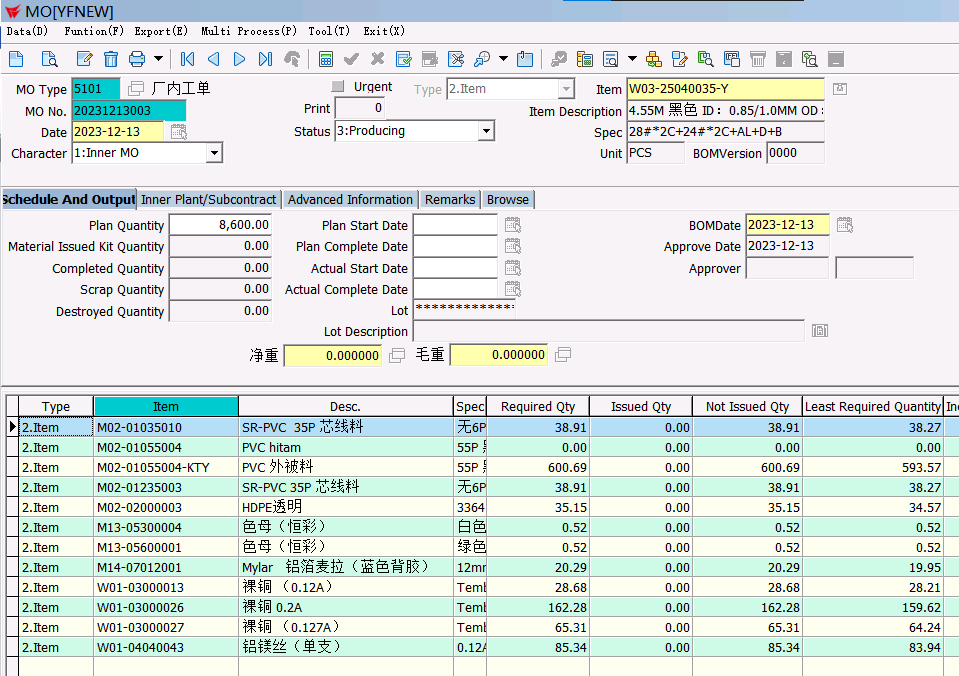 MO[YFNEW]
Data(D) Funtion(F) Export(E) Multi Process(P) Tool(T) Exit(X)
MO Type 5101 厂内工单 Urgent Type 2.Item Item W03-25040035-Y
MO No. 20231213003 Print 0 Item Description 4.55M 黑色 ID：0.85/1.0MM OD：
Date 2023-12-13 Status 3:Producing Spec 28#*2C+24#*2C+AL+D+B
Character 1:Inner MO Unit PCS BOMVersion 0000
Schedule And Output Inner Plant/Subcontract Advanced Information Remarks Browse
Plan Quantity 8,600.00 Plan Start Date BOMDate 2023-12-13
Material Issued Kit Quantity 0.00 Plan Complete Date Approve Date 2023-12-13
Completed Quantity 0.00 Actual Start Date Approver
Scrap Quantity 0.00 Actual Complete Date
Destroyed Quantity 0.00 Lot ************
Lot Description
净重 0.000000 毛重 0.000000
Type Item Desc. Spec Required Qty Issued Qty Not Issued Qty Least Required Quantity
2.Item M02-01035010 SR-PVC 35P 芯线料 无6P 38.91 0.00 38.91 38.27
2.Item M02-01055004 PVC hitam 55P 0.00 0.00 0.00 0.00
2.Item M02-01055004-KTY PVC 外被料 55P 600.69 0.00 600.69 593.57
2.Item M02-01235003 SR-PVC 35P 芯线料 无6P 38.91 0.00 38.91 38.27
2.Item M02-02000003 HDPE透明 3364 35.15 0.00 35.15 34.57
2.Item M13-05300004 色母（恒彩） 白色 0.52 0.00 0.52 0.52
2.Item M13-05600001 色母（恒彩） 绿色 0.52 0.00 0.52 0.52
2.Item M14-07012001 Mylar 铝箔麦拉（蓝色背胶） 12mm 20.29 0.00 20.29 19.95
2.Item W01-03000013 裸铜（0.12A） Temb 28.68 0.00 28.68 28.21
2.Item W01-03000026 裸铜 0.2A Temb 162.28 0.00 162.28 159.62
2.Item W01-03000027 裸铜（0.127A） Temb 65.31 0.00 65.31 64.24
2.Item W01-04040043 铝镁丝（单支） 0.12A 85.34 0.00 85.34 83.94